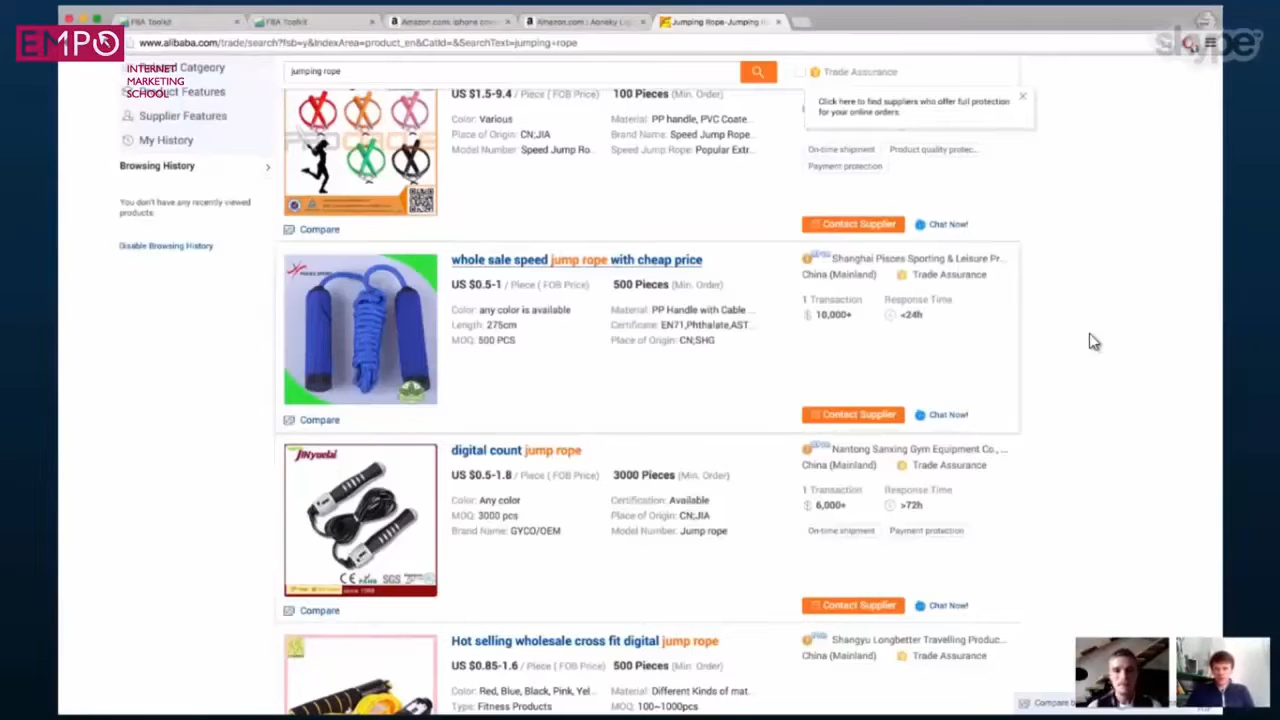 FBA Toolkit
FBA Toolkit
Amazon.com: iphone cover
Amazon.com : Aoneky
Jumping Rope-Jumping R
EMPO
INTERNET
MARKETING
SCHOOL
skype
www.alibaba.com/trade/search?fsb=y&IndexArea=product_en&CatId=&SearchText=jumping+rope
Related Catgeory
Product Features
Supplier Features
My History
Browsing History
You don't have any recently viewed
products:
Disable Browsing History
jumping rope
Trade Assurance
Click here to find suppliers who offer full protection
for your online orders.
US $1.5-9.4 / Piece ( FOB Price) 100 Pieces (Min. Order)
Color: Various Material: PP handle, PVC Coate...
Place of Origin: CN;JIA Brand Name: Speed Jump Rope...
Model Number: Speed Jump Ro... Speed Jump Rope: Popular Extr...
On-time shipment Product quality protec...
Payment protection
Compare
Contact Supplier Chat Now!
whole sale speed jump rope with cheap price
US $0.5-1 / Piece ( FOB Price) 500 Pieces (Min. Order)
Color: any color is available Material: PP Handle with Cable ...
Length: 275cm Certificate: EN71,Phthalate,AST...
MOQ: 500 PCS Place of Origin: CN;SHG
Shanghai Pisces Sporting & Leisure Pr...
China (Mainland) Trade Assurance
1 Transaction Response Time
10,000+ <24h
Compare
Contact Supplier Chat Now!
JINyuelai
CE SGS
since 1998
digital count jump rope
US $0.5-1.8 / Piece ( FOB Price) 3000 Pieces (Min. Order)
Color: Any color Certification: Available
MOQ: 3000 pcs Place of Origin: CN;JIA
Brand Name: GYCO/OEM Model Number: Jump rope
Nantong Sanxing Gym Equipment Co., ...
China (Mainland) Trade Assurance
1 Transaction Response Time
6,000+ >72h
On-time shipment Payment protection
Compare
Contact Supplier Chat Now!
Hot selling wholesale cross fit digital jump rope
US $0.85-1.6 / Piece ( FOB Price) 500 Pieces (Min. Order)
Color: Red, Blue, Black, Pink, Yel... Material: Different Kinds of mat...
Type: Fitness Products MOQ: 100~1000pcs
Shangyu Longbetter Travelling Produc...
China (Mainland) Trade Assurance
Compare